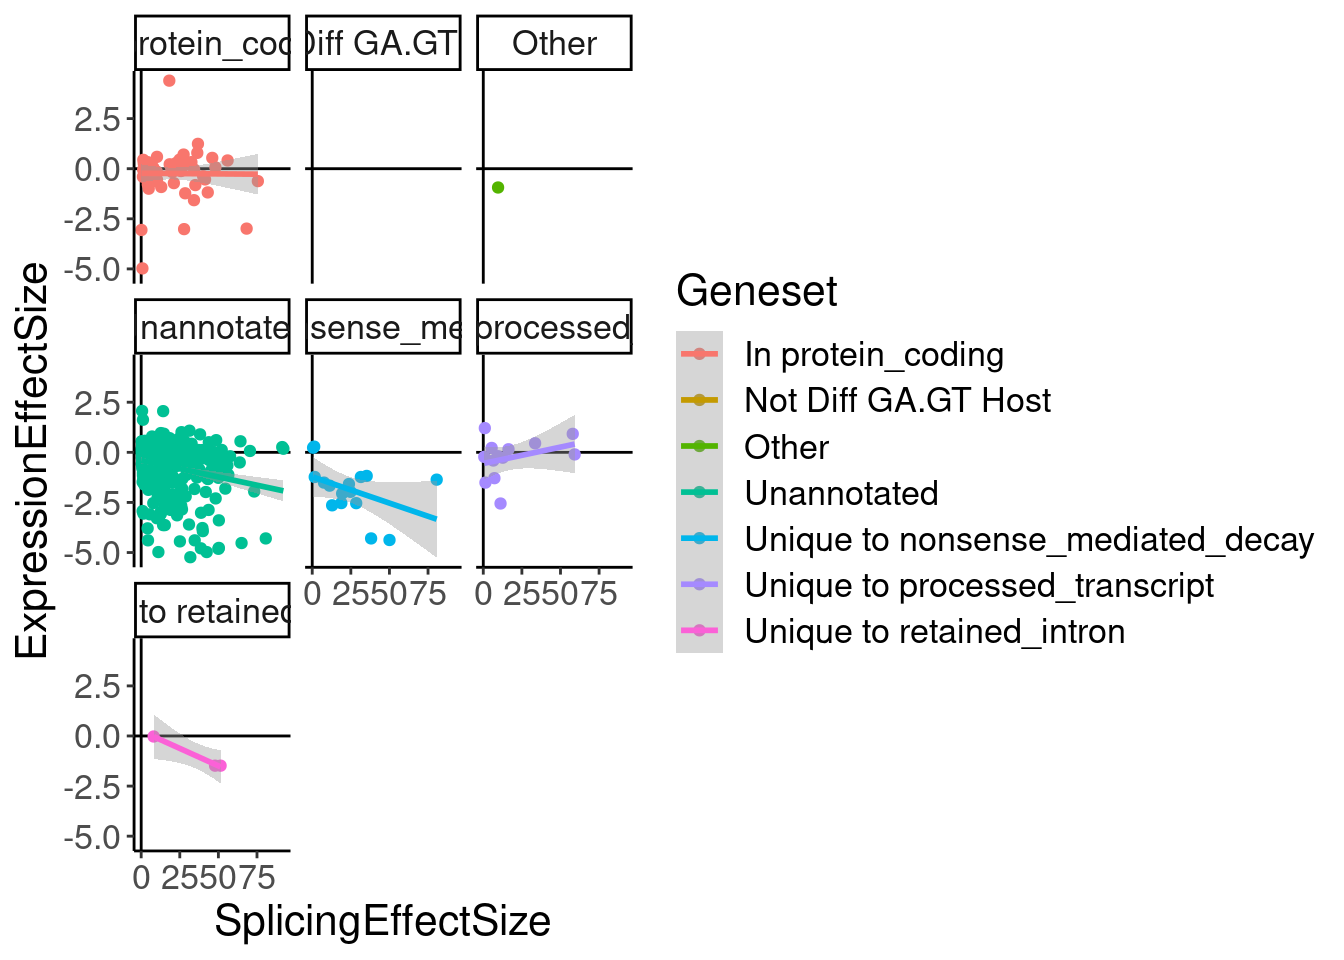 rotein_cod
Diff GA.GT
Other
2.5
0.0
-2.5
-5.0
nannotate
sense_me
processed_
2.5
0.0
-2.5
-5.0
0 255075
0 255075
to retained
2.5
0.0
-2.5
-5.0
0 255075
SplicingEffectSize
ExpressionEffectSize
Geneset
In protein_coding
Not Diff GA.GT Host
Other
Unannotated
Unique to nonsense_mediated_decay
Unique to processed_transcript
Unique to retained_intron